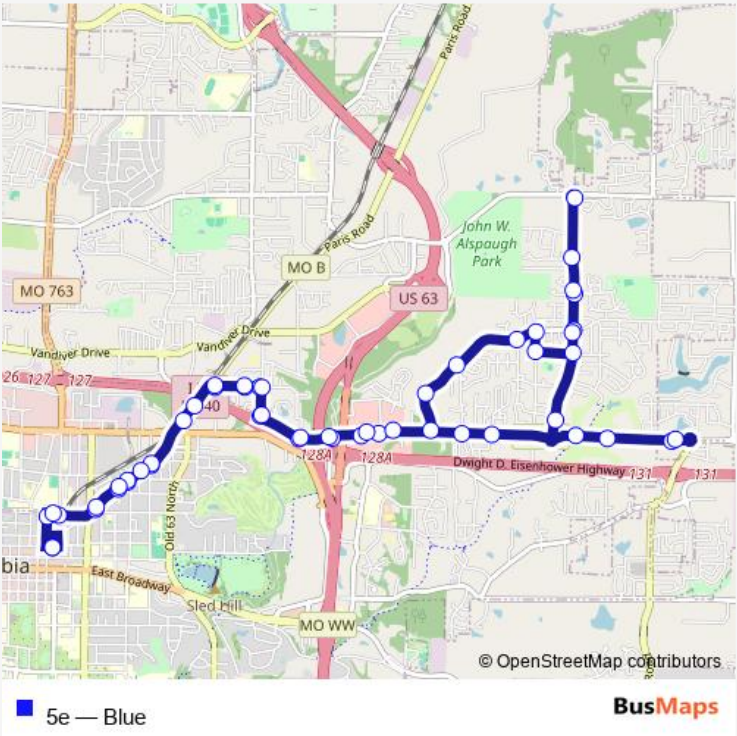 Paris Road
John W.
Alspaugh
Park
Paris Road
MO B
MO 763
US 63
Vandiver Drive
Vandiver Drive
26 127
127
I
40
128A
128A
Dwight D. Eisenhower Highway
131
131
Old 63 North
bia
East Broadway
Sled Hill
MO WW
© OpenStreetMap contributors
5e — Blue
BusMaps